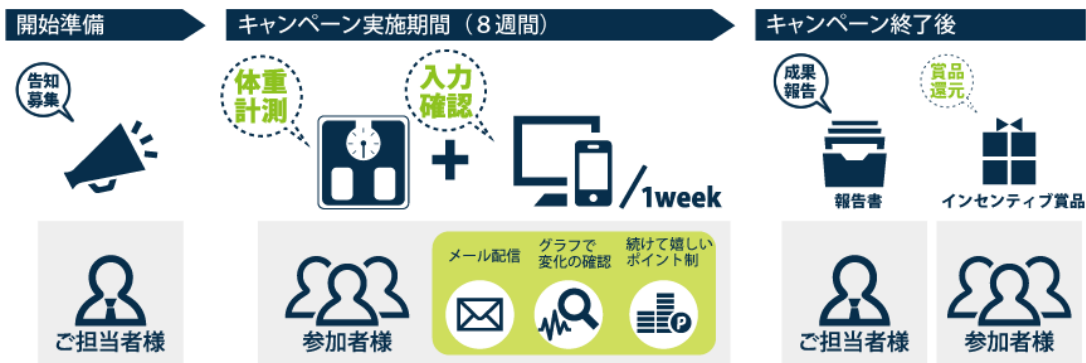 開始準備
キャンペーン実施期間（８週間）
キャンペーン終了後
告知
募集
体重
計測
入力
確認
成果
報告
賞品
還元
/1week
報告書
インセンティブ賞品
メール配信
グラフで
変化の確認
続けて嬉しい
ポイント制
P
ご担当者様
参加者様
ご担当者様
参加者様